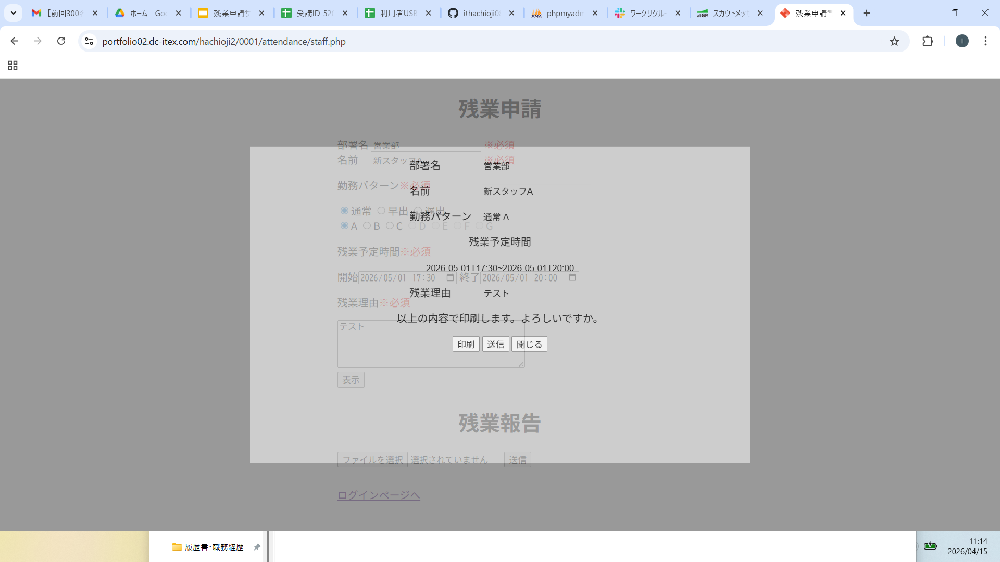 【前回300名
ホーム - Goo
残業申請サ
受講ID-520
利用者USB
ithachioji0
phpmyadn
ワークリクルー
スカウトメッセ
残業申請管
portfolio02.dc-itex.com/hachioji2/0001/attendance/staff.php
残業申請
部署名 営業部 ※必須
名前 新スタッフA ※必須
勤務パターン※必須
通常 早出 遅出
A B C D E F G
残業予定時間※必須
開始 2026/05/01 17:30 終了 2026/05/01 20:00
残業理由※必須
テスト
表示
部署名 営業部
名前 新スタッフA
勤務パターン 通常 A
残業予定時間
2026-05-01T17:30~2026-05-01T20:00
残業理由 テスト
以上の内容で印刷します。よろしいですか。
印刷 送信 閉じる
残業報告
ファイルを選択 選択されていません 送信
ログインページへ
履歴書・職務経歴
11:14
2026/04/15